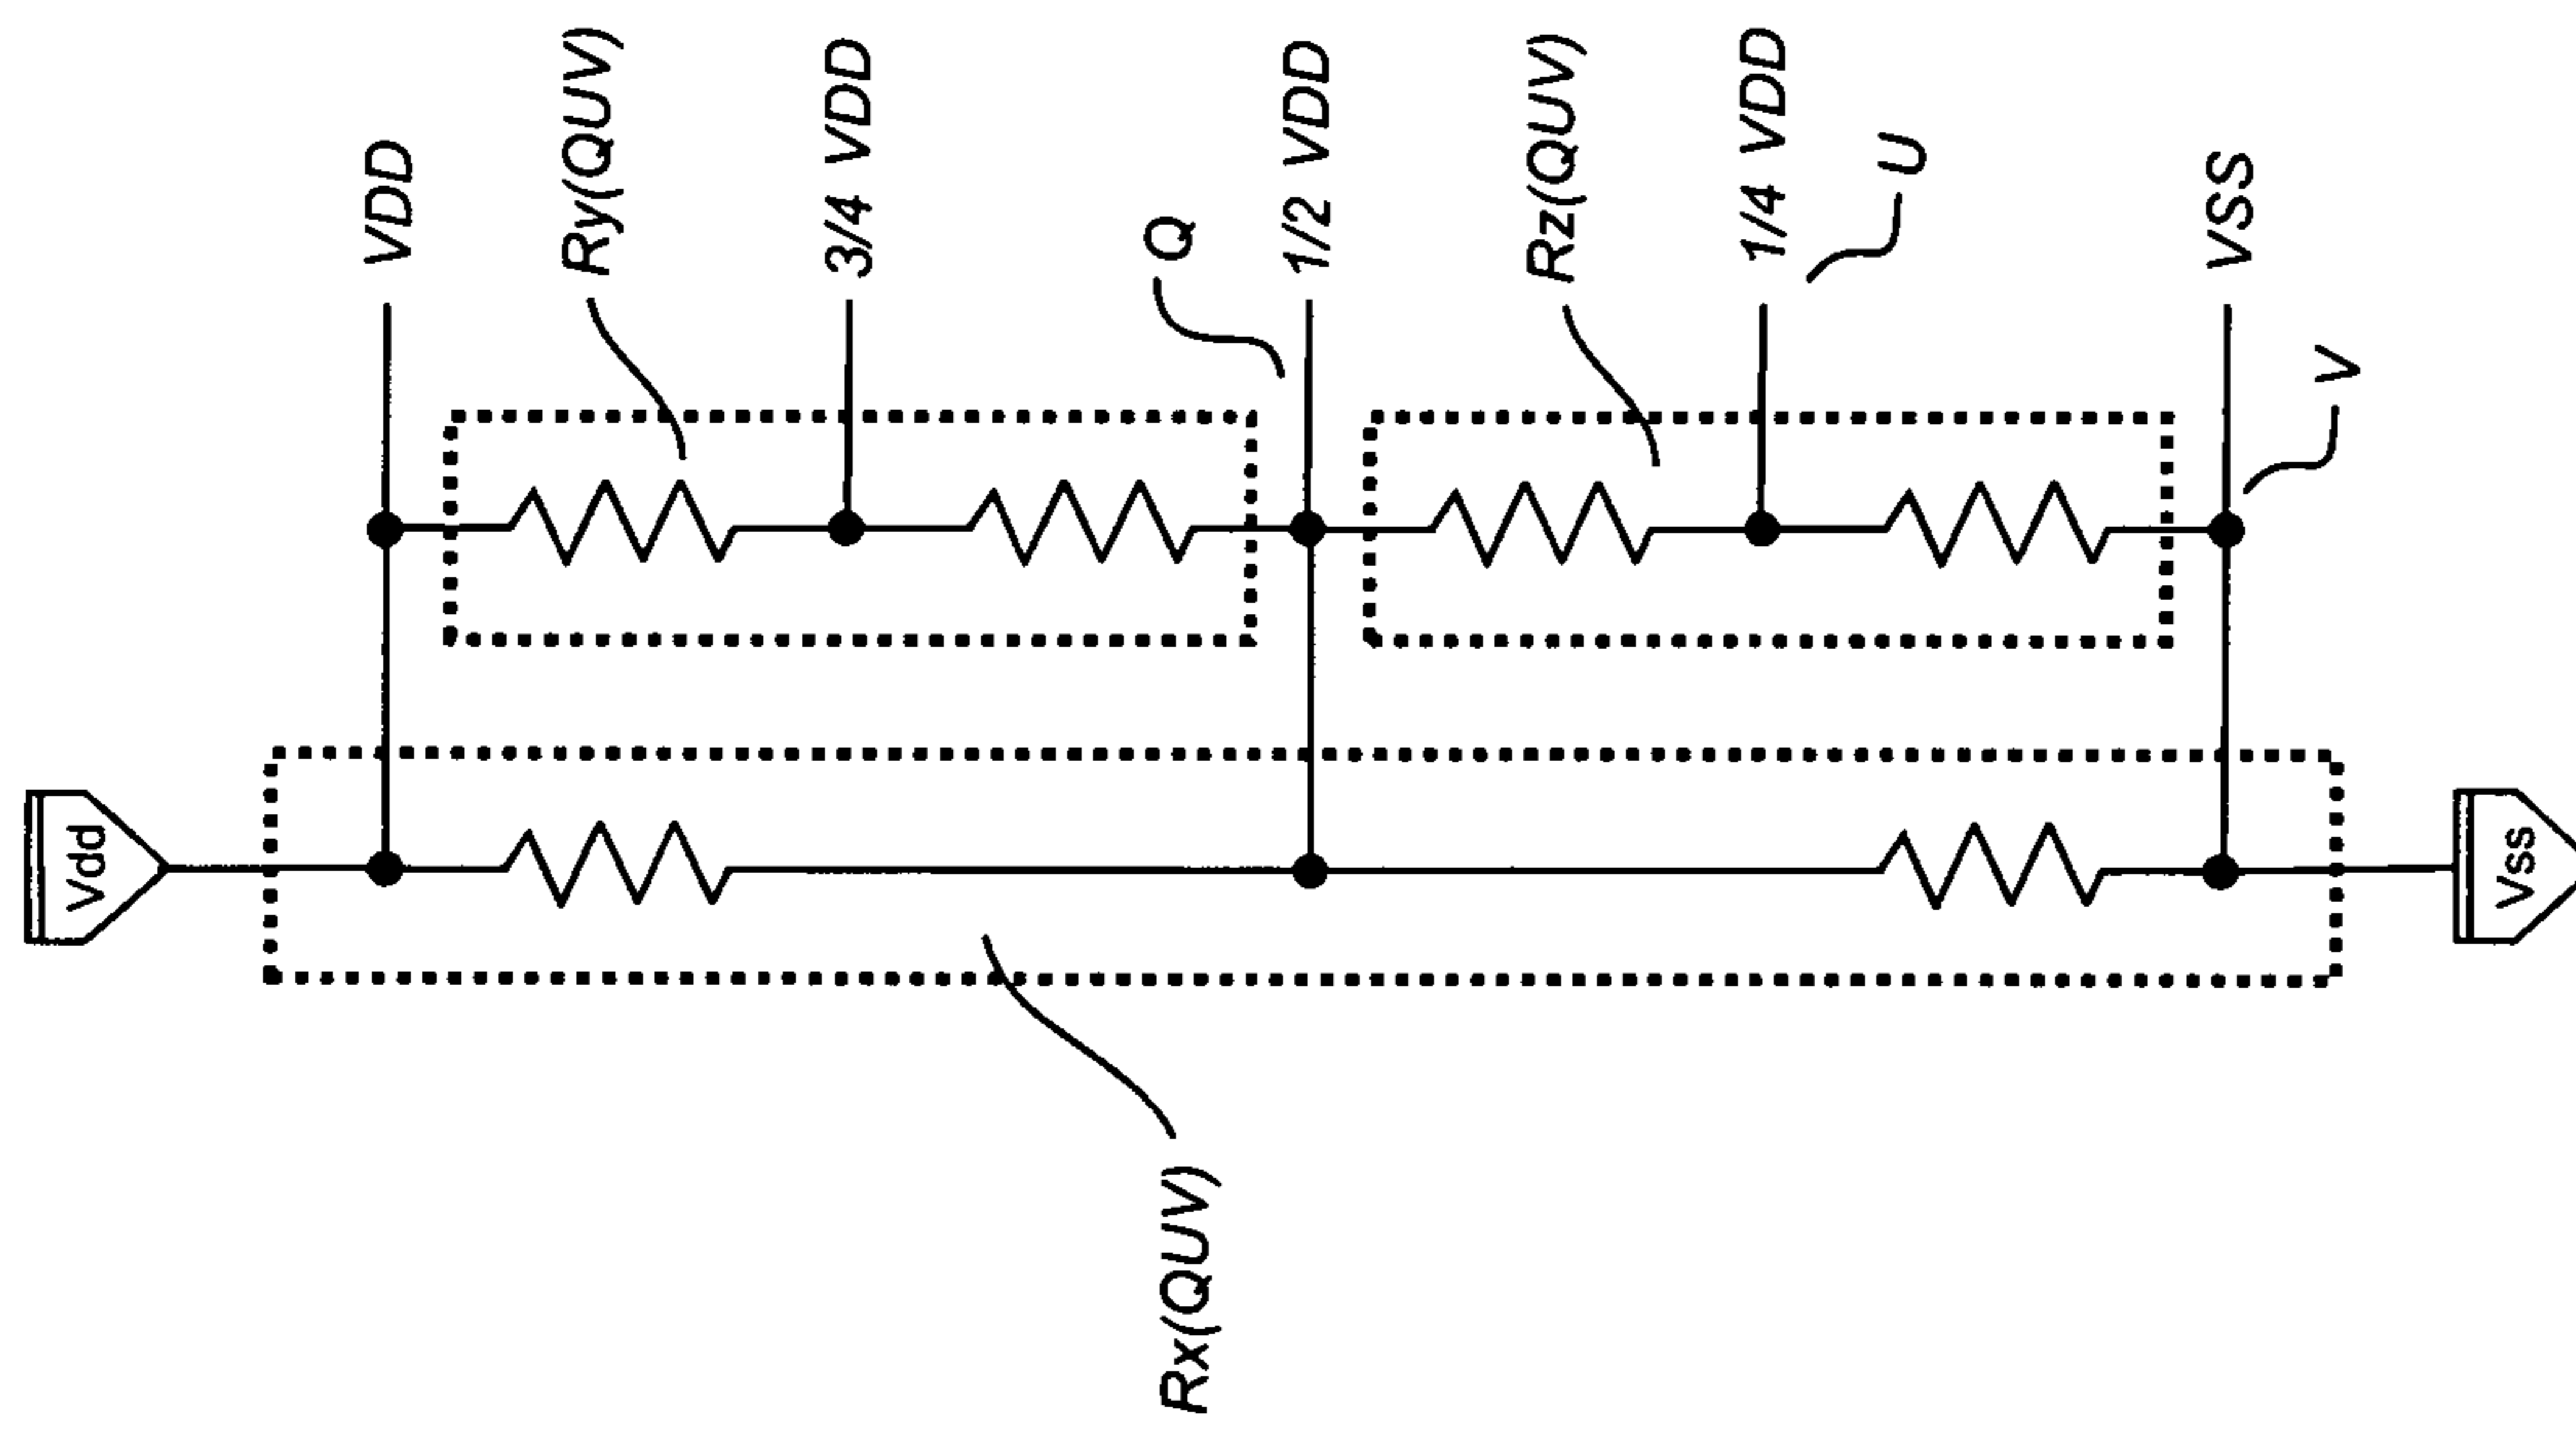 Vdd
VDD
Ry(QUV)
3/4 VDD
Q
1/2 VDD
Rz(QUV)
1/4 VDD
U
VSS
V
Rx(QUV)
Vss